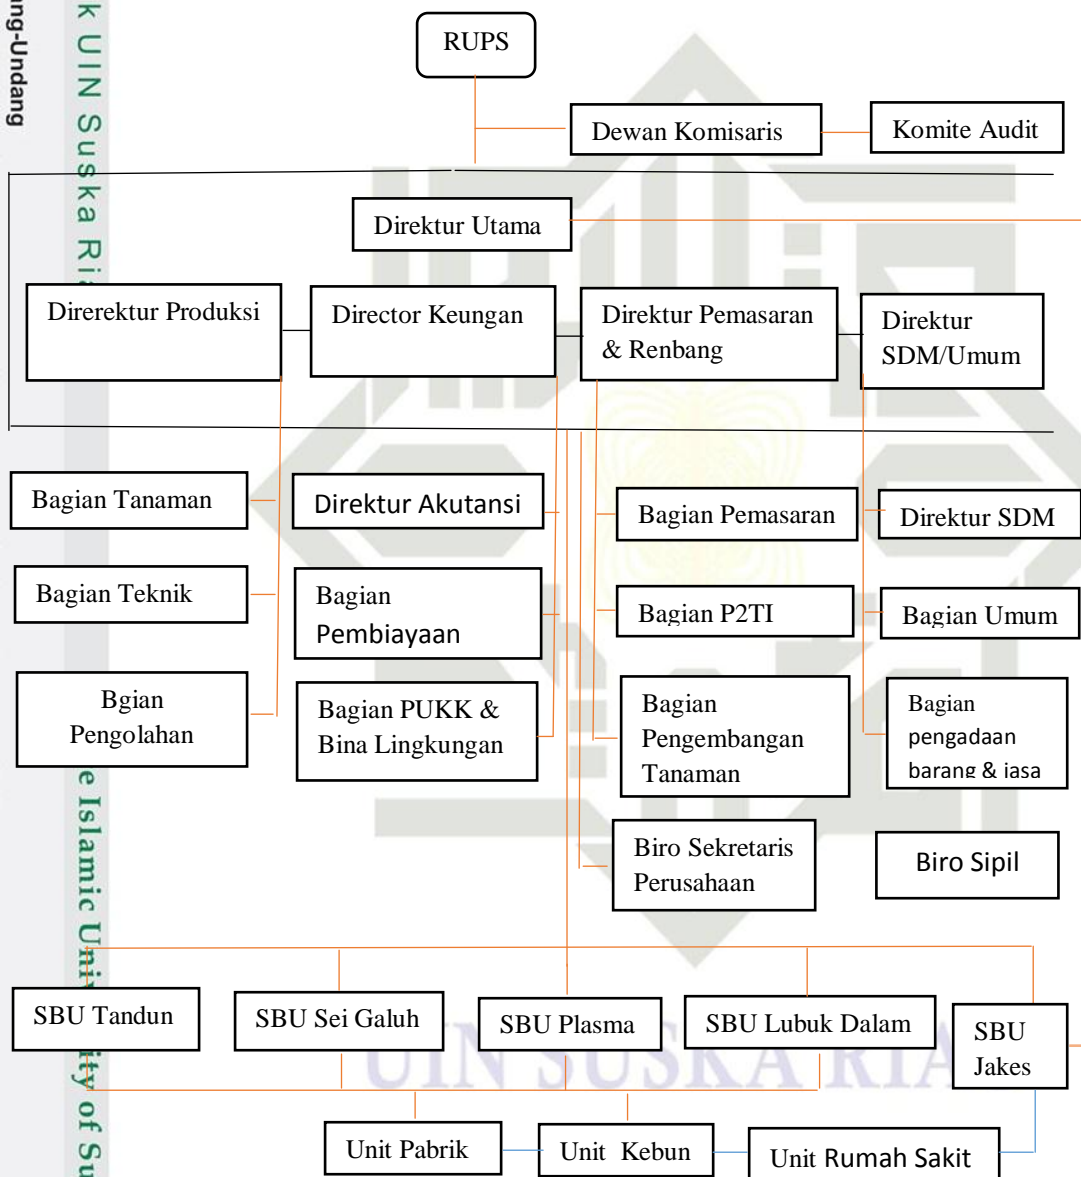 RUPS
Dewan Komisaris
Komite Audit
Direktur Utama
Direrektur Produksi
Director Keungan
Direktur Pemasaran
& Renbang
Direktur
SDM/Umum
Bagian Tanaman
Direktur Akutansi
Bagian Pemasaran
Direktur SDM
Bagian Teknik
Bagian
Pembiayaan
Bagian P2TI
Bagian Umum
Bgian
Pengolahan
Bagian PUKK &
Bina Lingkungan
Bagian
Pengembangan
Tanaman
Bagian
pengadaan
barang & jasa
Biro Sekretaris
Perusahaan
Biro Sipil
SBU Tandun
SBU Sei Galuh
SBU Plasma
SBU Lubuk Dalam
SBU
Jakes
Unit Pabrik
Unit Kebun
Unit Rumah Sakit
UIN SUSKA RIA
ng-Undang
k UIN Suska Ria
e Islamic Univ
ity of Su